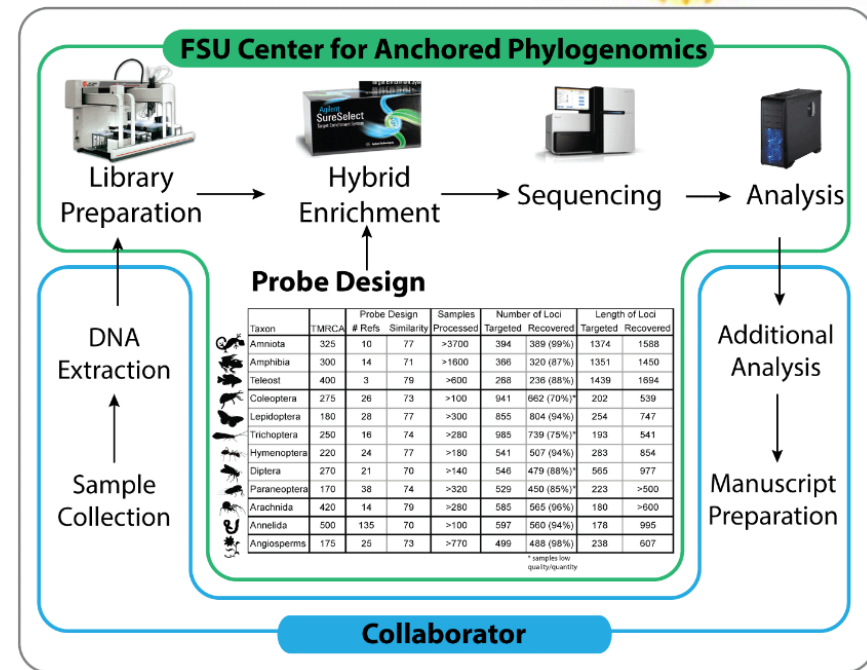 FSU Center for Anchored Phylogenomics
Agilent
SureSelect
Target Enrichment System
Library
Preparation
Hybrid
Enrichment
Sequencing
Analysis
Probe Design
DNA
Extraction
Sample
Collection
Probe Design Samples Number of Loci Length of Loci
Taxon TMRCA # Refs Similarity Processed Targeted Recovered Targeted Recovered
Amniota 325 10 77 >3700 394 389 (99%) 1374 1588
Amphibia 300 14 71 >1600 366 320 (87%) 1351 1450
Teleost 400 3 79 >600 268 236 (88%) 1439 1694
Coleoptera 275 26 73 >100 941 662 (70%)* 202 539
Lepidoptera 180 28 77 >300 855 804 (94%) 254 747
Trichoptera 250 16 74 >280 985 739 (75%)* 193 541
Hymenoptera 220 24 77 >180 541 507 (94%) 283 854
Diptera 270 21 70 >140 546 479 (88%)* 565 977
Paraneoptera 170 38 74 >320 529 450 (85%)* 223 >500
Arachnida 420 14 79 >280 585 565 (96%) 180 >600
Annelida 500 135 70 >100 597 560 (94%) 178 995
Angiosperms 175 25 73 >770 499 488 (98%) 238 607
* samples low
quality/quantity
Additional
Analysis
Manuscript
Preparation
Collaborator